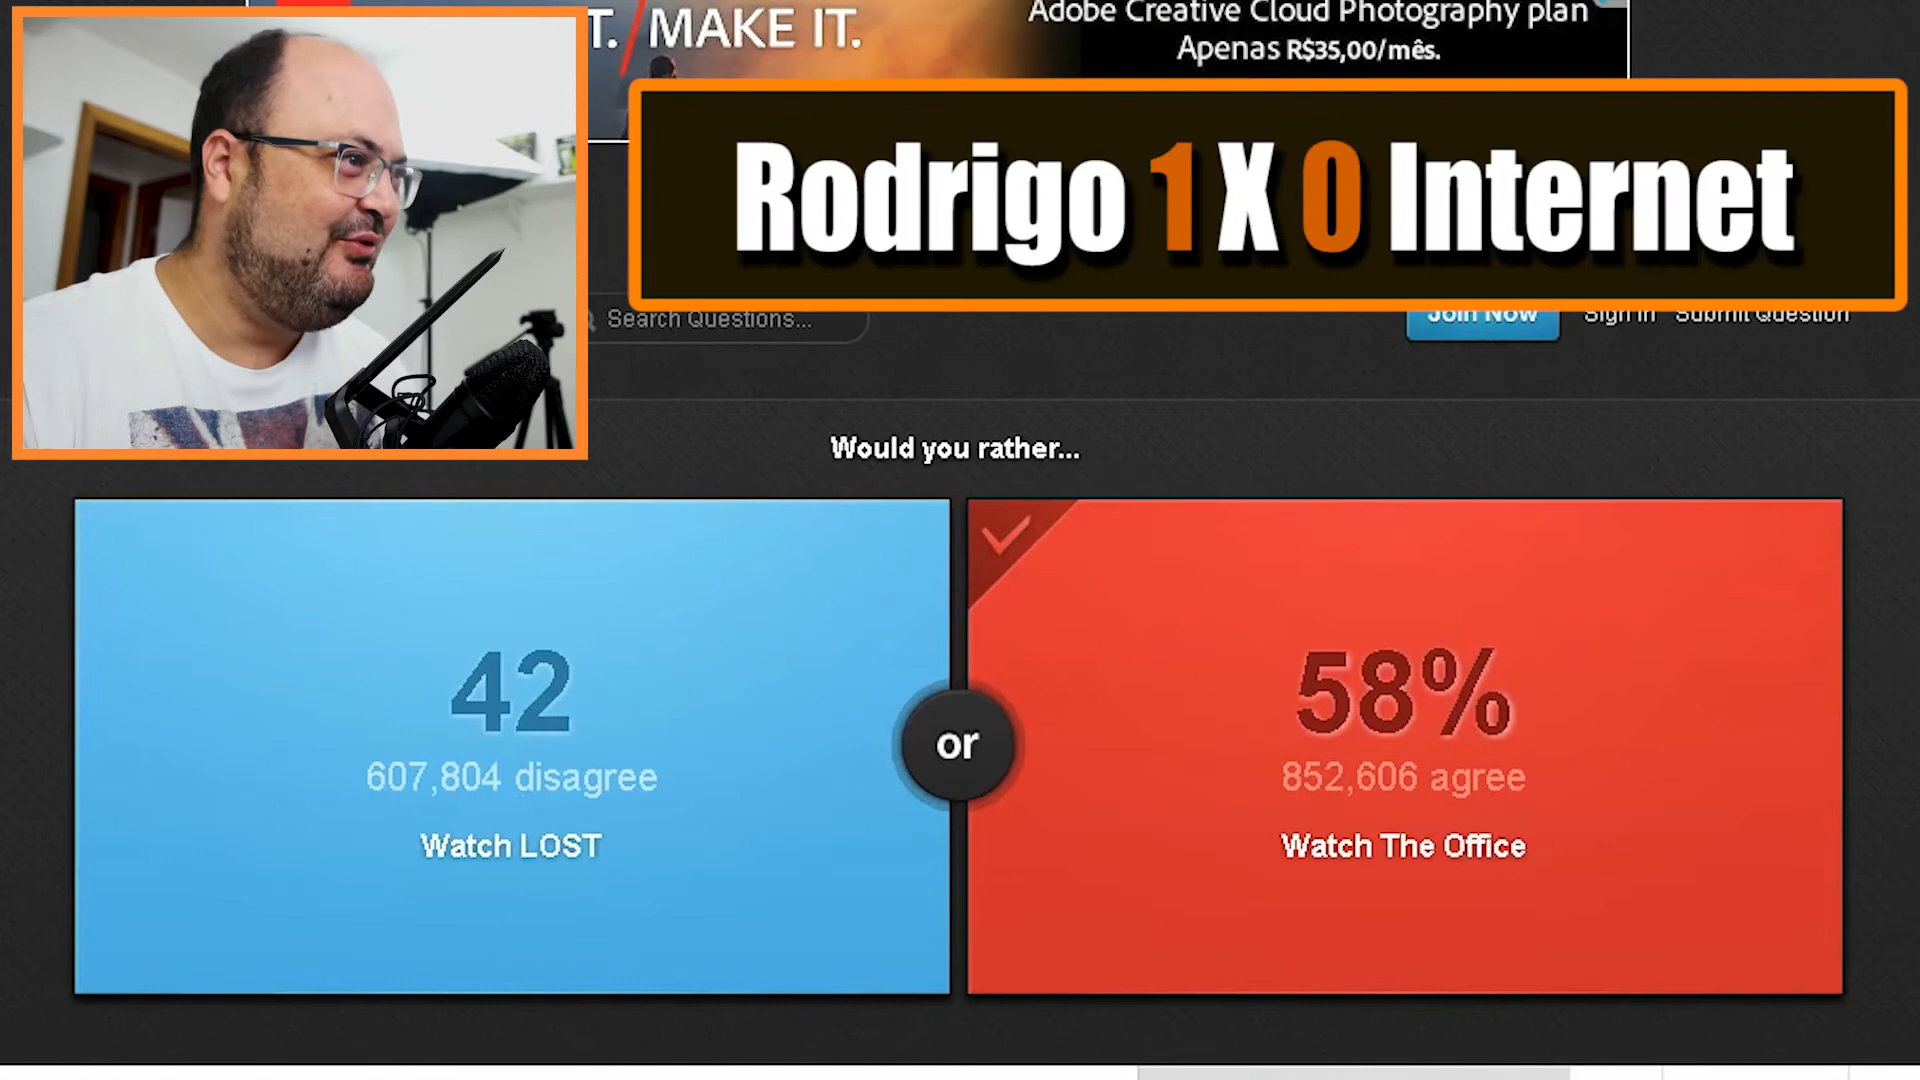 T. / MAKE IT.
Adobe Creative Cloud Photography plan
Apenas R$35,00/mês.
Rodrigo 1 X 0 Internet
Search Questions...
Join Now
Sign In
Submit Question
Would you rather...
42
607,804 disagree
Watch LOST
or
58%
852,606 agree
Watch The Office